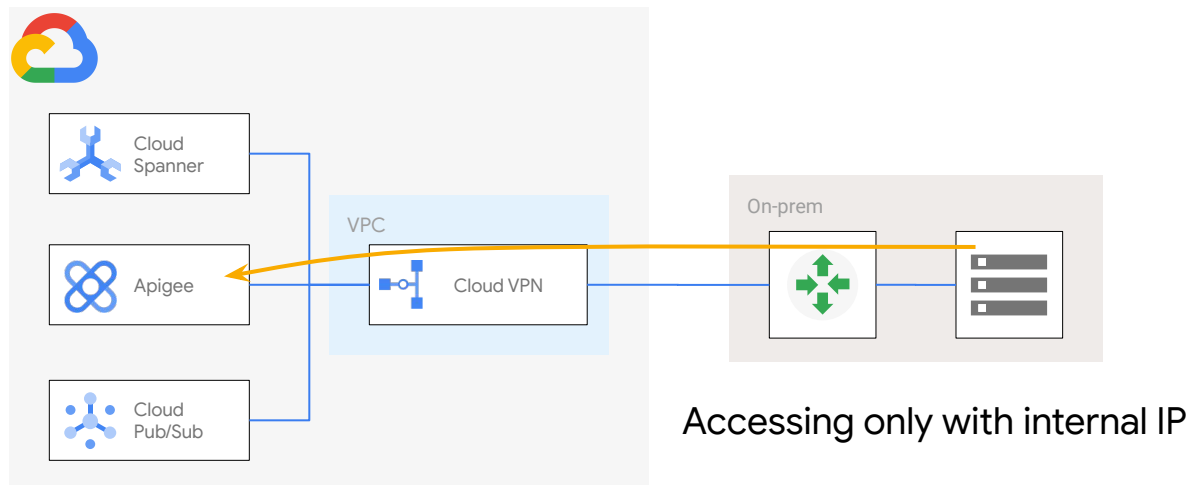 Cloud
Spanner
VPC
On-prem
Apigee
Cloud VPN
Cloud
Pub/Sub
Accessing only with internal IP